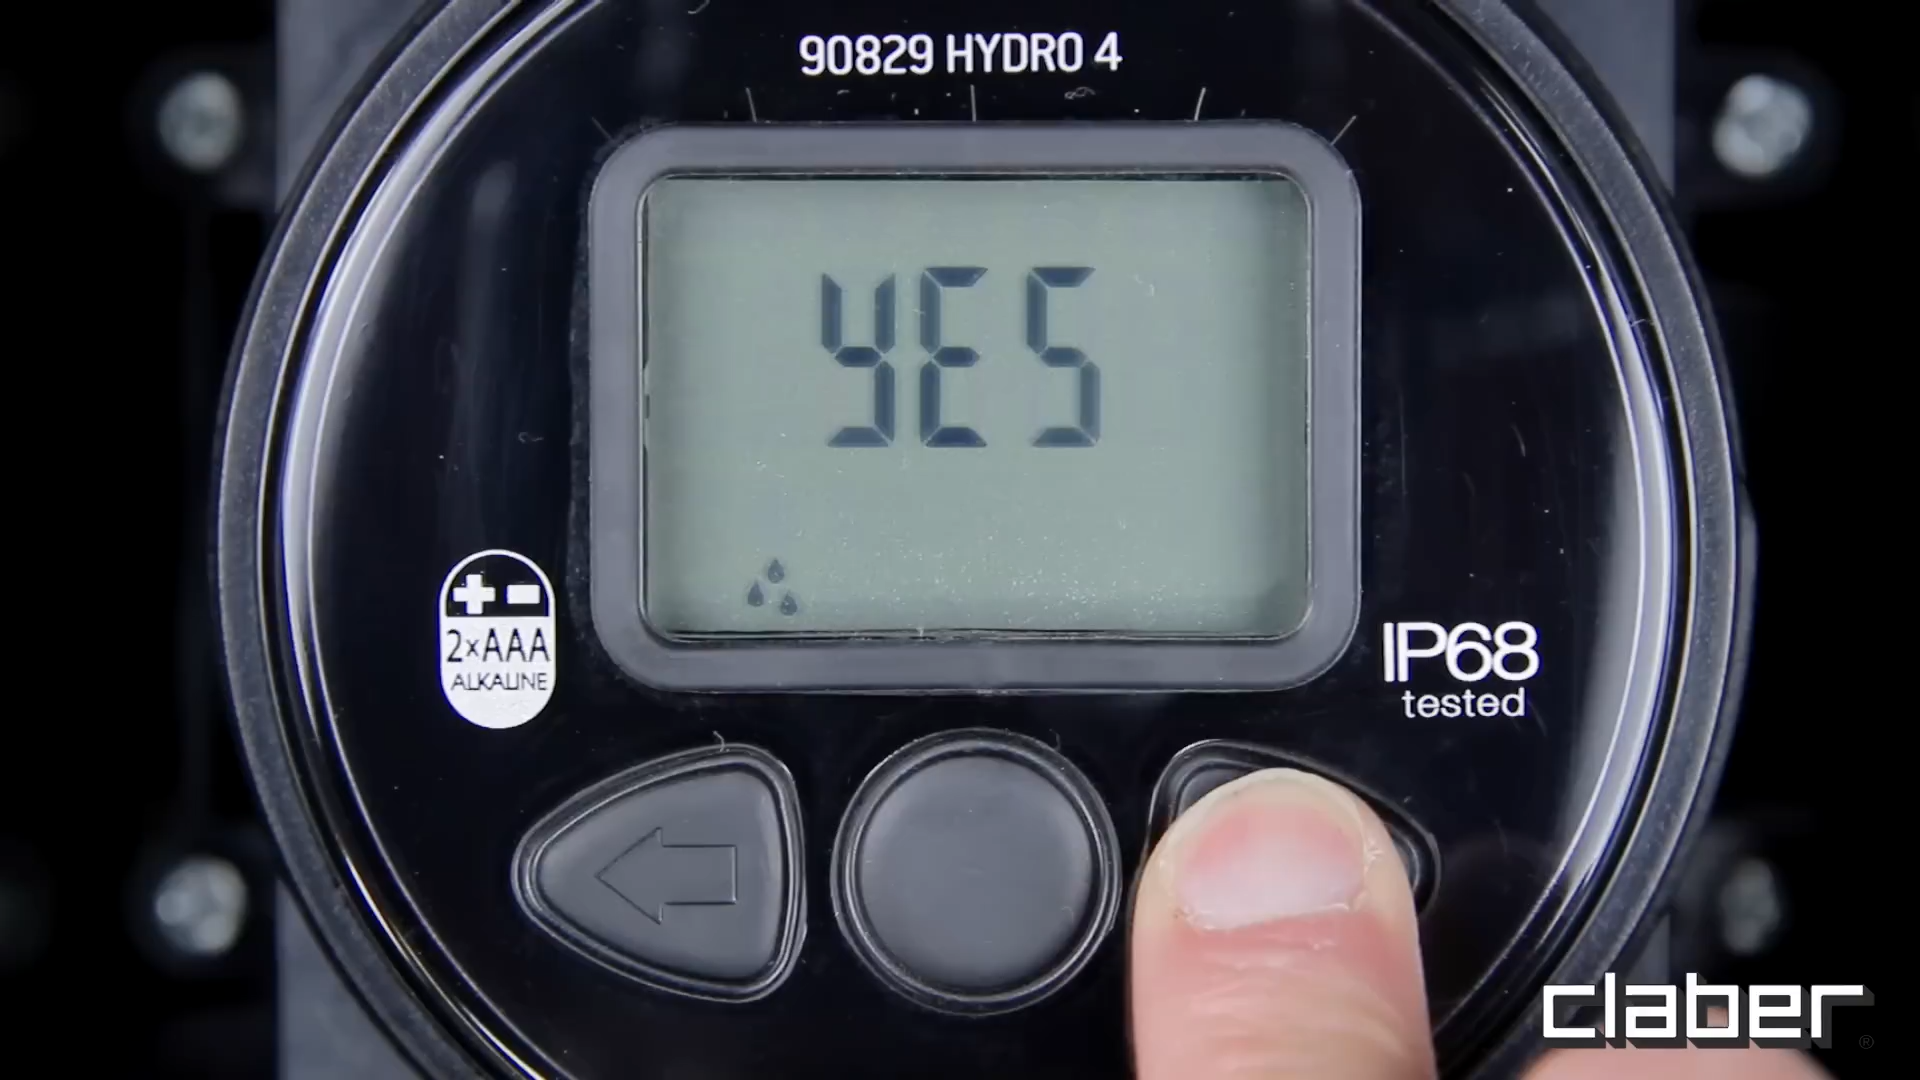 90829 HYDRO 4
YES
2xAAA
ALKALINE
IP68
tested
claber
®